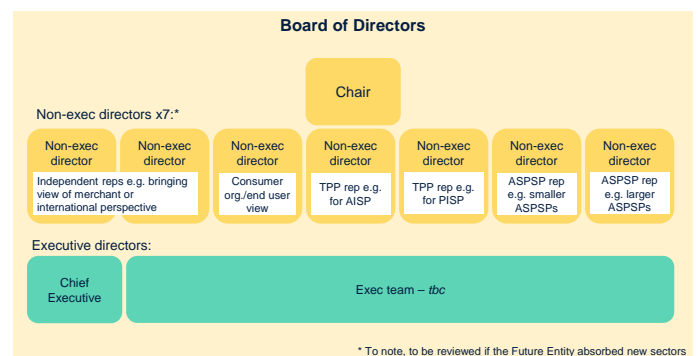 Board of Directors
Chair
Non-exec directors x7:*
Non-exec
director
Non-exec
director
Independent reps e.g. bringing
view of merchant or
international perspective
Non-exec
director
Consumer
org./end user
view
Non-exec
director
TPP rep e.g.
for AISP
Non-exec
director
TPP rep e.g.
for PISP
Non-exec
director
ASPSP rep
e.g. smaller
ASPSPs
Non-exec
director
ASPSP rep
e.g. larger
ASPSPs
Executive directors:
Chief
Executive
Exec team – tbc
* To note, to be reviewed if the Future Entity absorbed new sectors